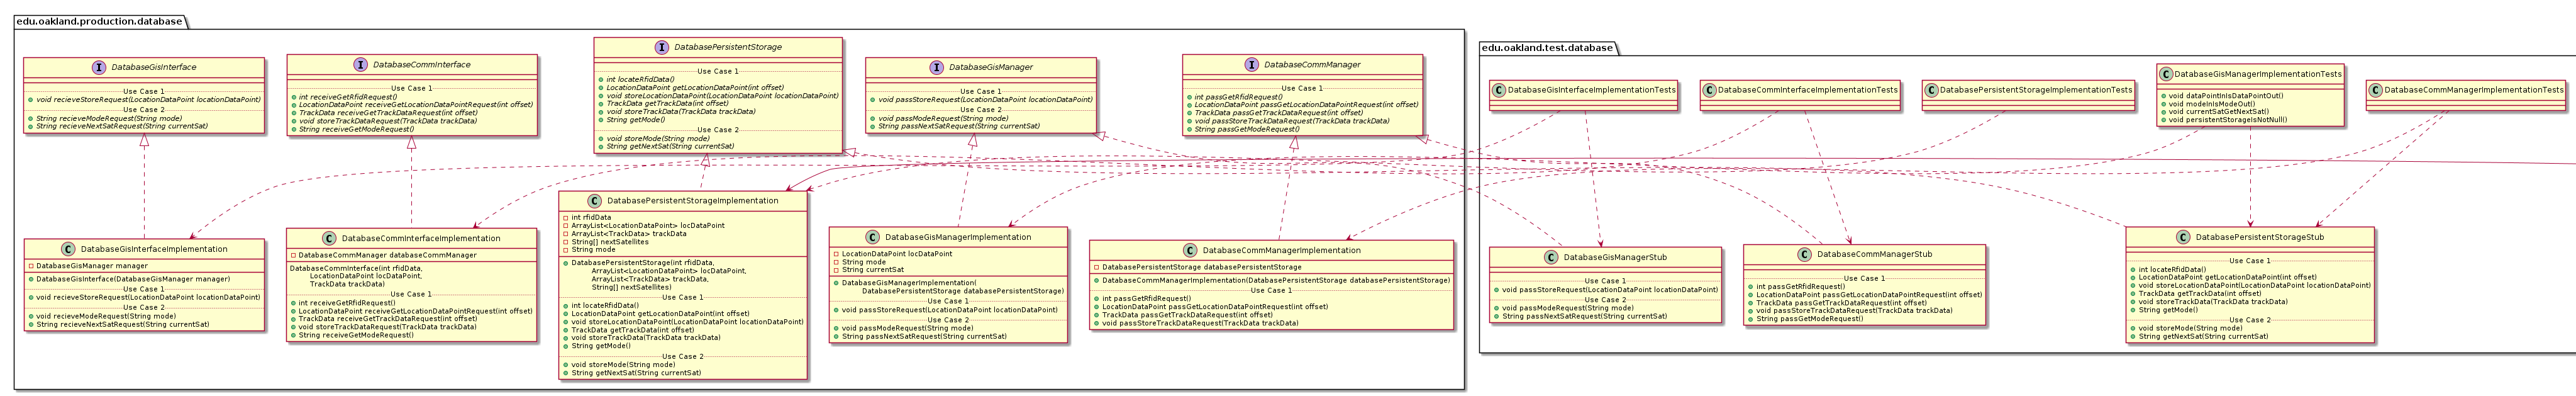 edu.oakland.production.database
I DatabaseGisInterface
Use Case 1
void recieveStoreRequest(LocationDataPoint locationDataPoint)
Use Case 2
String recieveModeRequest(String mode)
String recieveNextSatRequest(String currentSat)
I DatabaseCommInterface
Use Case 1
int receiveGetRfidRequest()
LocationDataPoint receiveGetLocationDataPointRequest(int offset)
TrackData receiveGetTrackDataRequest(int offset)
void storeTrackDataRequest(TrackData trackData)
String receiveGetModeRequest()
I DatabasePersistentStorage
Use Case 1
int locateRfidData()
LocationDataPoint getLocationDataPoint(int offset)
void storeLocationDataPoint(LocationDataPoint locationDataPoint)
TrackData getTrackData(int offset)
void storeTrackData(TrackData trackData)
String getMode()
Use Case 2
void storeMode(String mode)
String getNextSat(String currentSat)
I DatabaseGisManager
Use Case 1
void passStoreRequest(LocationDataPoint locationDataPoint)
Use Case 2
void passModeRequest(String mode)
String passNextSatRequest(String currentSat)
I DatabaseCommManager
Use Case 1
int passGetRfidRequest()
LocationDataPoint passGetLocationDataPointRequest(int offset)
TrackData passGetTrackDataRequest(int offset)
void passStoreTrackDataRequest(TrackData trackData)
String passGetModeRequest()
C DatabaseGisInterfaceImplementation
DatabaseGisManager manager
DatabaseGisInterface(DatabaseGisManager manager)
Use Case 1
void recieveStoreRequest(LocationDataPoint locationDataPoint)
Use Case 2
void recieveModeRequest(String mode)
String recieveNextSatRequest(String currentSat)
C DatabaseCommInterfaceImplementation
DatabaseCommManager databaseCommManager
DatabaseCommInterface(int rfidData,
LocationDataPoint locDataPoint,
TrackData trackData)
Use Case 1
int receiveGetRfidRequest()
LocationDataPoint receiveGetLocationDataPointRequest(int offset)
TrackData receiveGetTrackDataRequest(int offset)
void storeTrackDataRequest(TrackData trackData)
String receiveGetModeRequest()
C DatabasePersistentStorageImplementation
int rfidData
ArrayList<LocationDataPoint> locDataPoint
ArrayList<TrackData> trackData
String[] nextSatellites
String mode
DatabasePersistentStorage(int rfidData,
ArrayList<LocationDataPoint> locDataPoint,
ArrayList<TrackData> trackData,
String[] nextSatellites)
Use Case 1
int locateRfidData()
LocationDataPoint getLocationDataPoint(int offset)
void storeLocationDataPoint(LocationDataPoint locationDataPoint)
TrackData getTrackData(int offset)
void storeTrackData(TrackData trackData)
String getMode()
Use Case 2
void storeMode(String mode)
String getNextSat(String currentSat)
C DatabaseGisManagerImplementation
LocationDataPoint locDataPoint
String mode
String currentSat
DatabaseGisManagerImplementation(
DatabasePersistentStorage databasePersistentStorage)
Use Case 1
void passStoreRequest(LocationDataPoint locationDataPoint)
Use Case 2
void passModeRequest(String mode)
String passNextSatRequest(String currentSat)
C DatabaseCommManagerImplementation
DatabasePersistentStorage databasePersistentStorage
DatabaseCommManagerImplementation(DatabasePersistentStorage databasePersistentStorage)
Use Case 1
int passGetRfidRequest()
LocationDataPoint passGetLocationDataPointRequest(int offset)
TrackData passGetTrackDataRequest(int offset)
void passStoreTrackDataRequest(TrackData trackData)
edu.oakland.test.database
C DatabaseGisInterfaceImplementationTests
C DatabaseCommInterfaceImplementationTests
C DatabasePersistentStorageImplementationTests
C DatabaseGisManagerImplementationTests
void dataPointInIsDataPointOut()
void modeInIsModeOut()
void currentSatGetNextSat()
void persistentStorageIsNotNull()
C DatabaseCommManagerImplementationTests
C DatabaseGisManagerStub
Use Case 1
void passStoreRequest(LocationDataPoint locationDataPoint)
Use Case 2
void passModeRequest(String mode)
String passNextSatRequest(String currentSat)
C DatabaseCommManagerStub
Use Case 1
int passGetRfidRequest()
LocationDataPoint passGetLocationDataPointRequest(int offset)
TrackData passGetTrackDataRequest(int offset)
void passStoreTrackDataRequest(TrackData trackData)
String passGetModeRequest()
C DatabasePersistentStorageStub
Use Case 1
int locateRfidData()
LocationDataPoint getLocationDataPoint(int offset)
void storeLocationDataPoint(LocationDataPoint locationDataPoint)
TrackData getTrackData(int offset)
void storeTrackData(TrackData trackData)
String getMode()
Use Case 2
void storeMode(String mode)
String getNextSat(String currentSat)